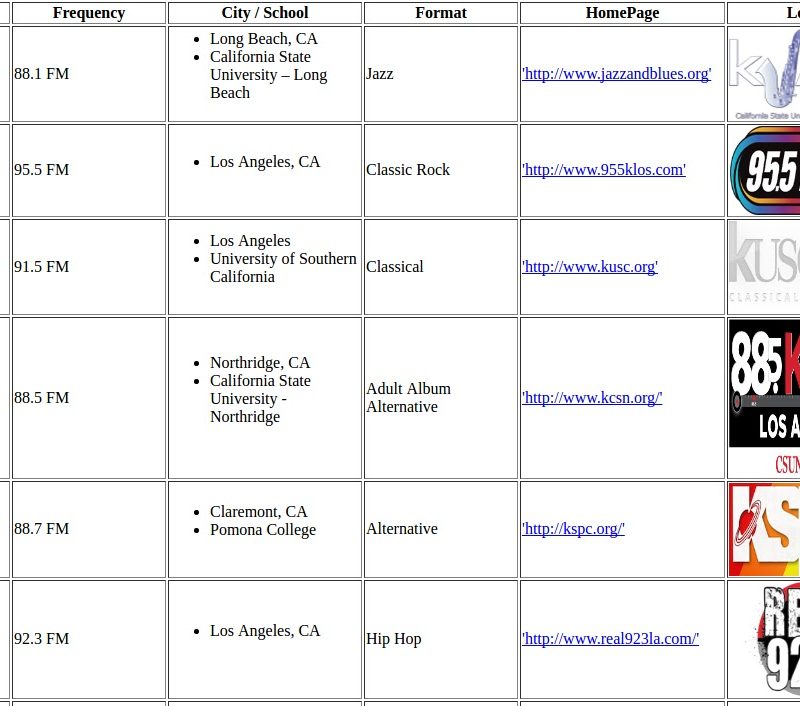 Frequency
City / School
Format
HomePage
88.1 FM
Long Beach, CA
California State
University – Long
Beach
Jazz
'http://www.jazzandblues.org'
California State Un
95.5 FM
Los Angeles, CA
Classic Rock
'http://www.955klos.com'
95.5
91.5 FM
Los Angeles
University of Southern
California
Classical
'http://www.kusc.org'
kusc
CLASSICAL
88.5 FM
Northridge, CA
California State
University -
Northridge
Adult Album
Alternative
'http://www.kcsn.org/'
88.5 K
LOS A
CSUN
88.7 FM
Claremont, CA
Pomona College
Alternative
'http://kspc.org/'
KS
92.3 FM
Los Angeles, CA
Hip Hop
'http://www.real923la.com/'
RE
92